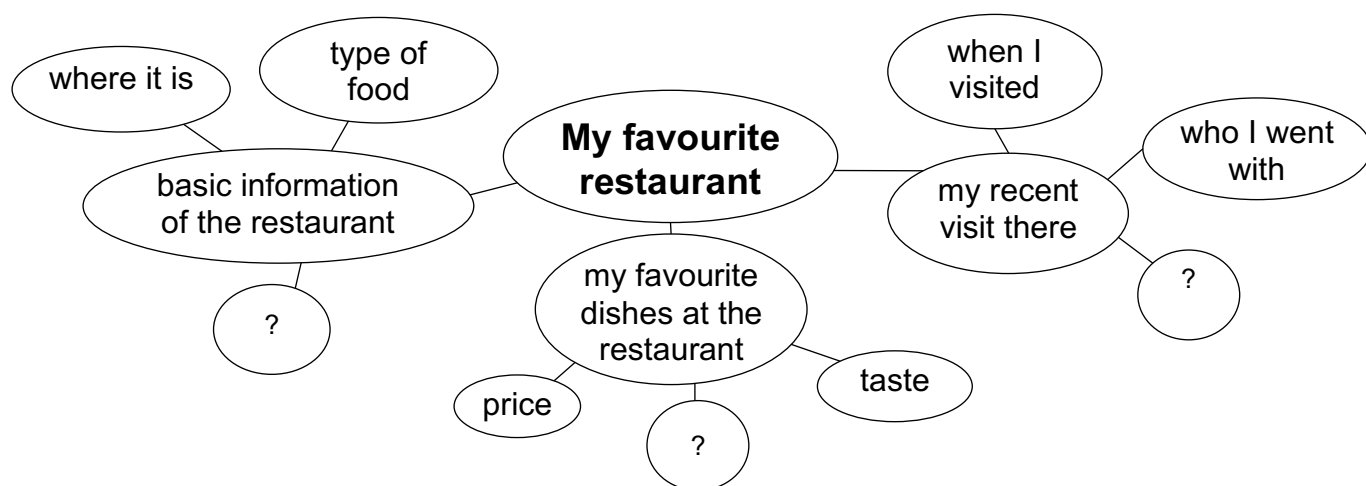 My favourite
restaurant
where it is
type of
food
basic information
of the restaurant
?
my favourite
dishes at the
restaurant
price
?
taste
when I
visited
who I went
with
my recent
visit there
?